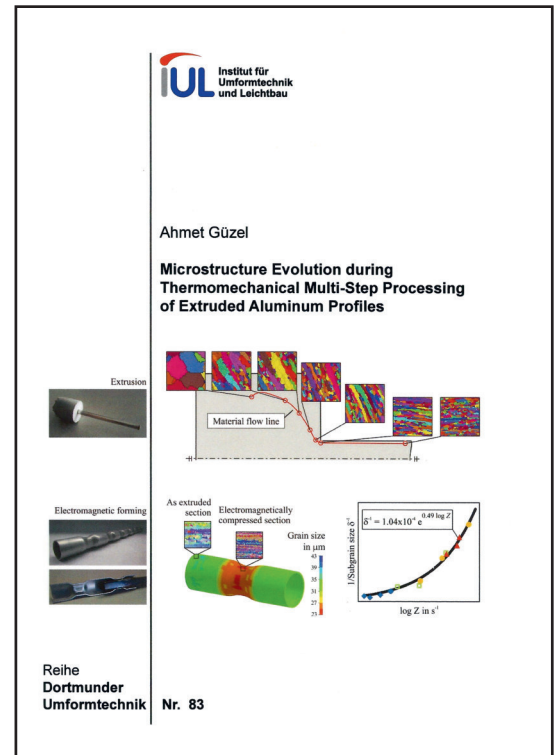 IUL
Institut für
Umformtechnik
und Leichtbau
Ahmet Güzel
Microstructure Evolution during
Thermomechanical Multi-Step Processing
of Extruded Aluminum Profiles
Extrusion
Material flow line
Electromagnetic forming
As extruded
section
Electromagnetically
compressed section
Grain size
in µm
43
39
35
31
27
23
1/Subgrain size δ⁻¹
δ⁻¹ = 1.04x10⁻⁴ e^0.49 log Z
log Z in s⁻¹
Reihe
Dortmunder
Umformtechnik
Nr. 83